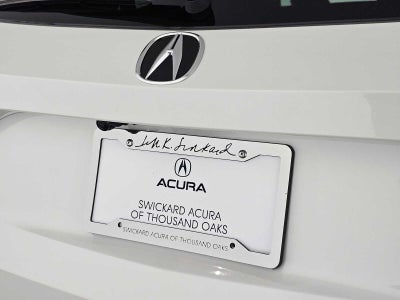 ACURA
SWICKARD ACURA
OF THOUSAND OAKS
SWICKARD ACURA OF THOUSAND OAKS